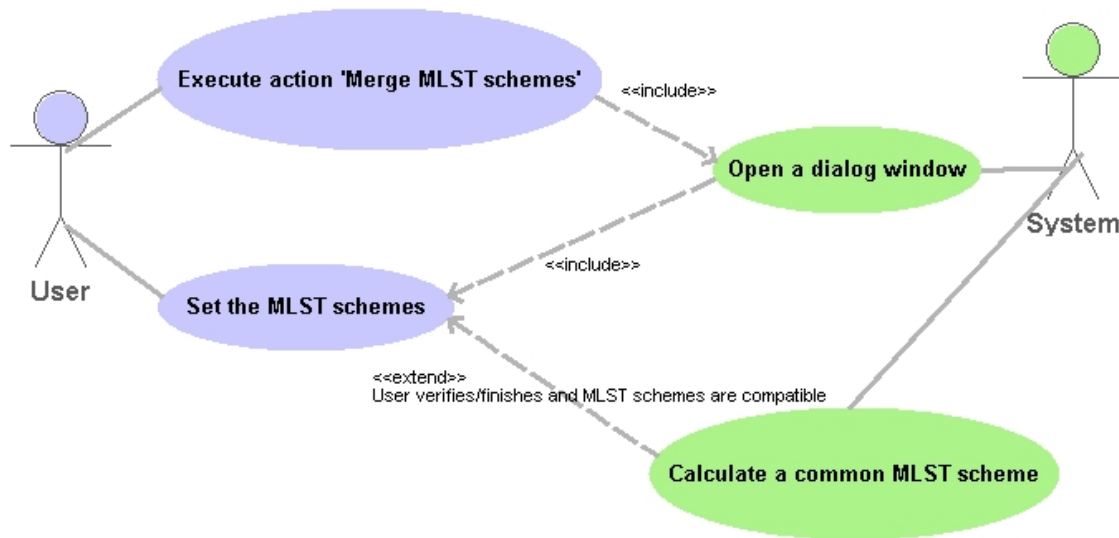 Execute action 'Merge MLST schemes'
<<include>>
Open a dialog window
System
<<include>>
User
Set the MLST schemes
<<extend>>
User verifies/finishes and MLST schemes are compatible
Calculate a common MLST scheme